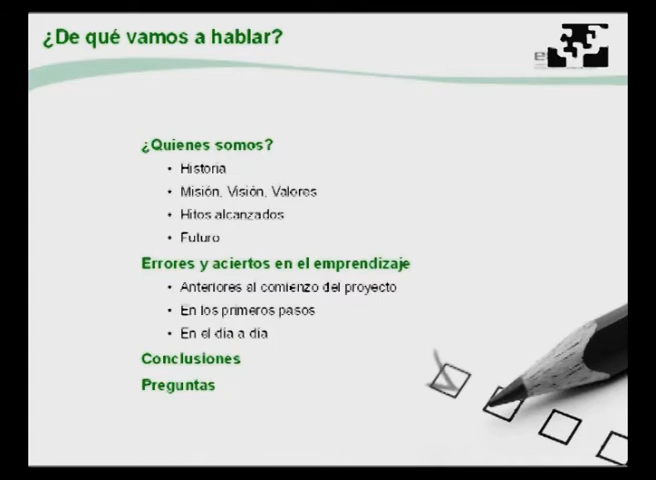 ¿De qué vamos a hablar?
¿Quienes somos?
• Historia
• Misión, Visión, Valores
• Hitos alcanzados
• Futuro
Errores y aciertos en el emprendizaje
• Anteriores al comienzo del proyecto
• En los primeros pasos
• En el día a día
Conclusiones
Preguntas